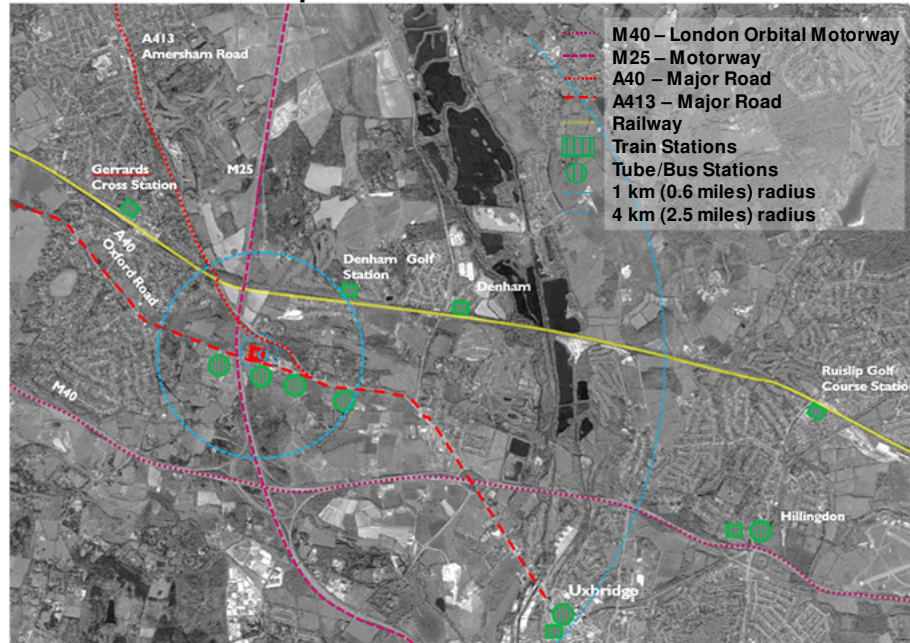 A413
Amersham Road
M40 – London Orbital Motorway
M25 – Motorway
A40 – Major Road
A413 – Major Road
Railway
Train Stations
Tube/Bus Stations
1 km (0.6 miles) radius
4 km (2.5 miles) radius
M25
Gerrards
Cross Station
A40
Oxford Road
Denham Golf
Station
Denham
M40
Ruislip Golf
Course Statio
Hillingdon
Uxbridge